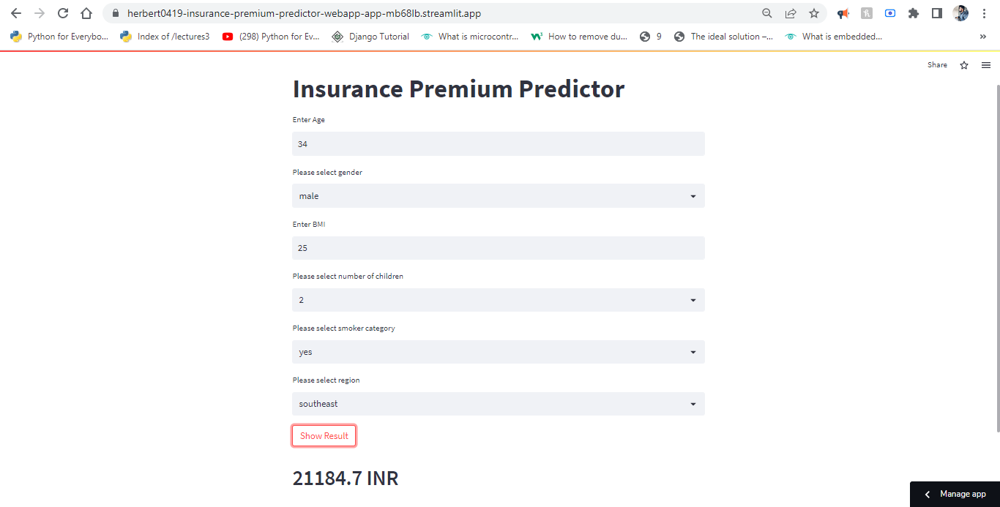 herbert0419-insurance-premium-predictor-webapp-app-mb68lb.streamlit.app
Python for Everybo... Index of /lectures3 (298) Python for Ev... Django Tutorial What is microcontr... How to remove du... 9 The ideal solution –... What is embedded... »
Share
Insurance Premium Predictor
Enter Age
34
Please select gender
male
Enter BMI
25
Please select number of children
2
Please select smoker category
yes
Please select region
southeast
Show Result
21184.7 INR
Manage app